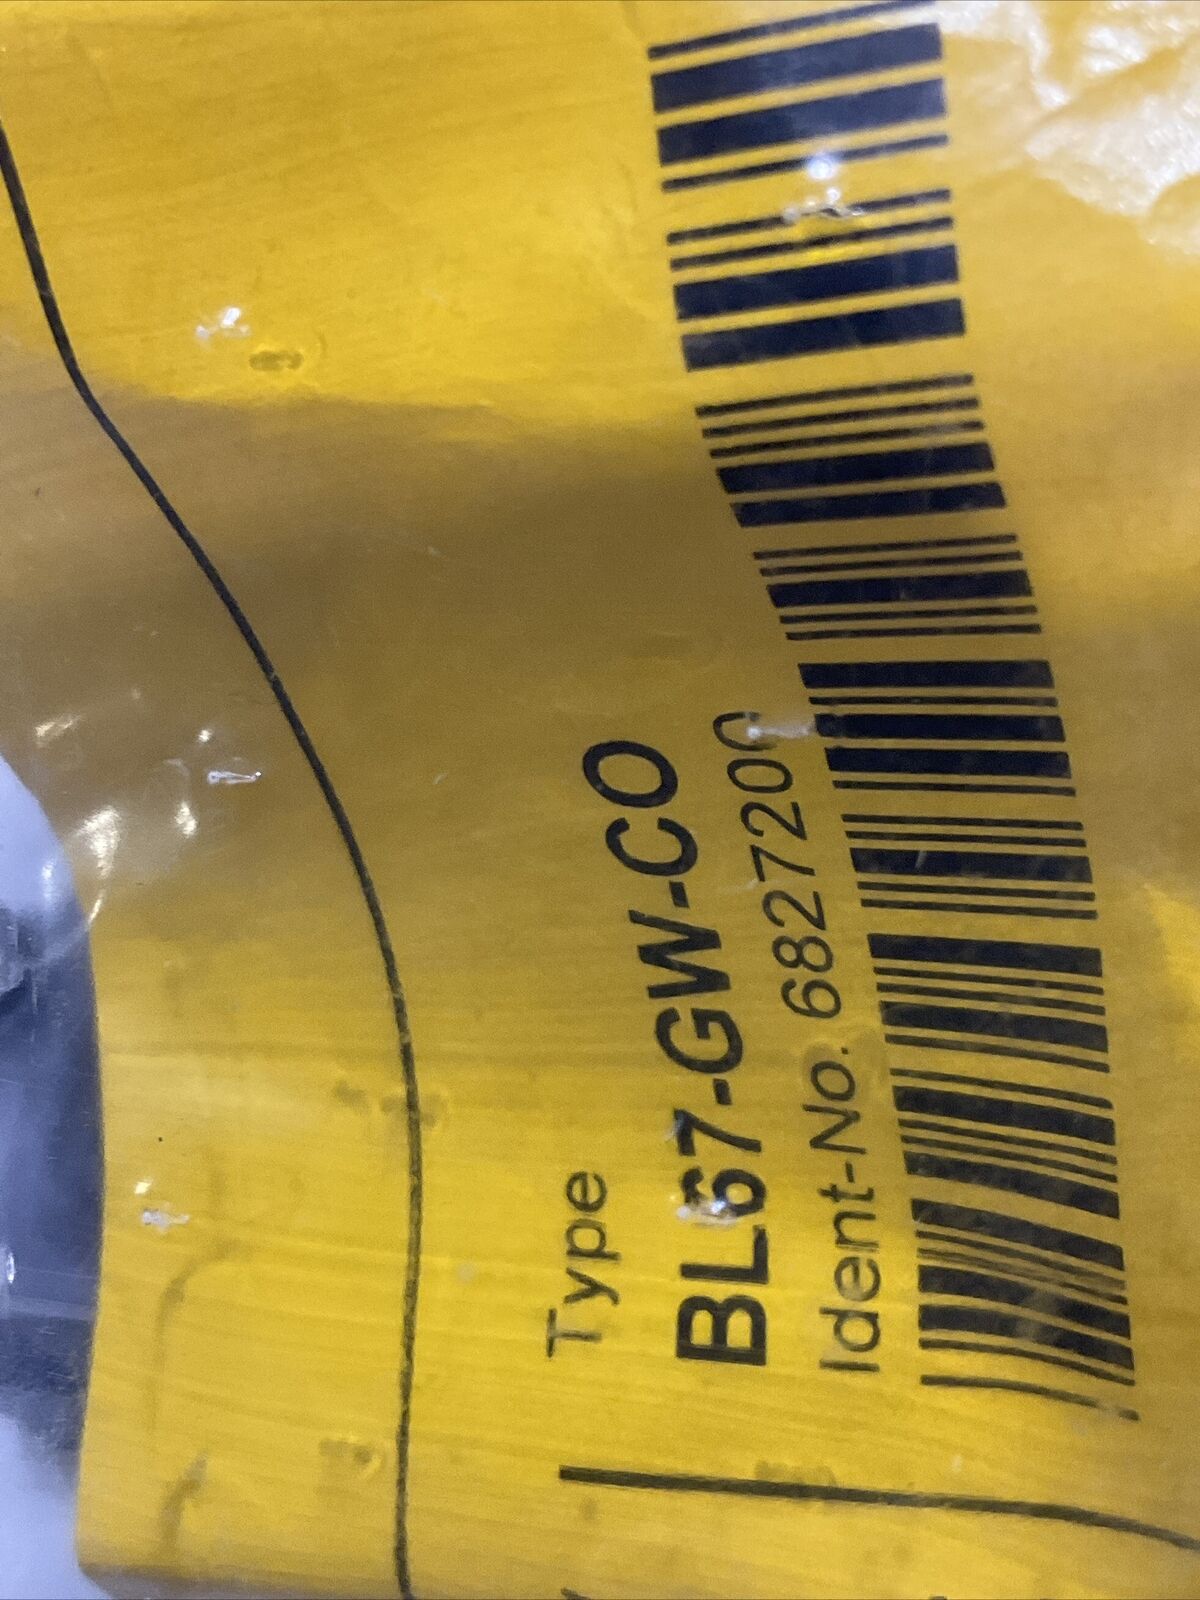 Type
BL67-GW-CO
Ident-No. 6827200